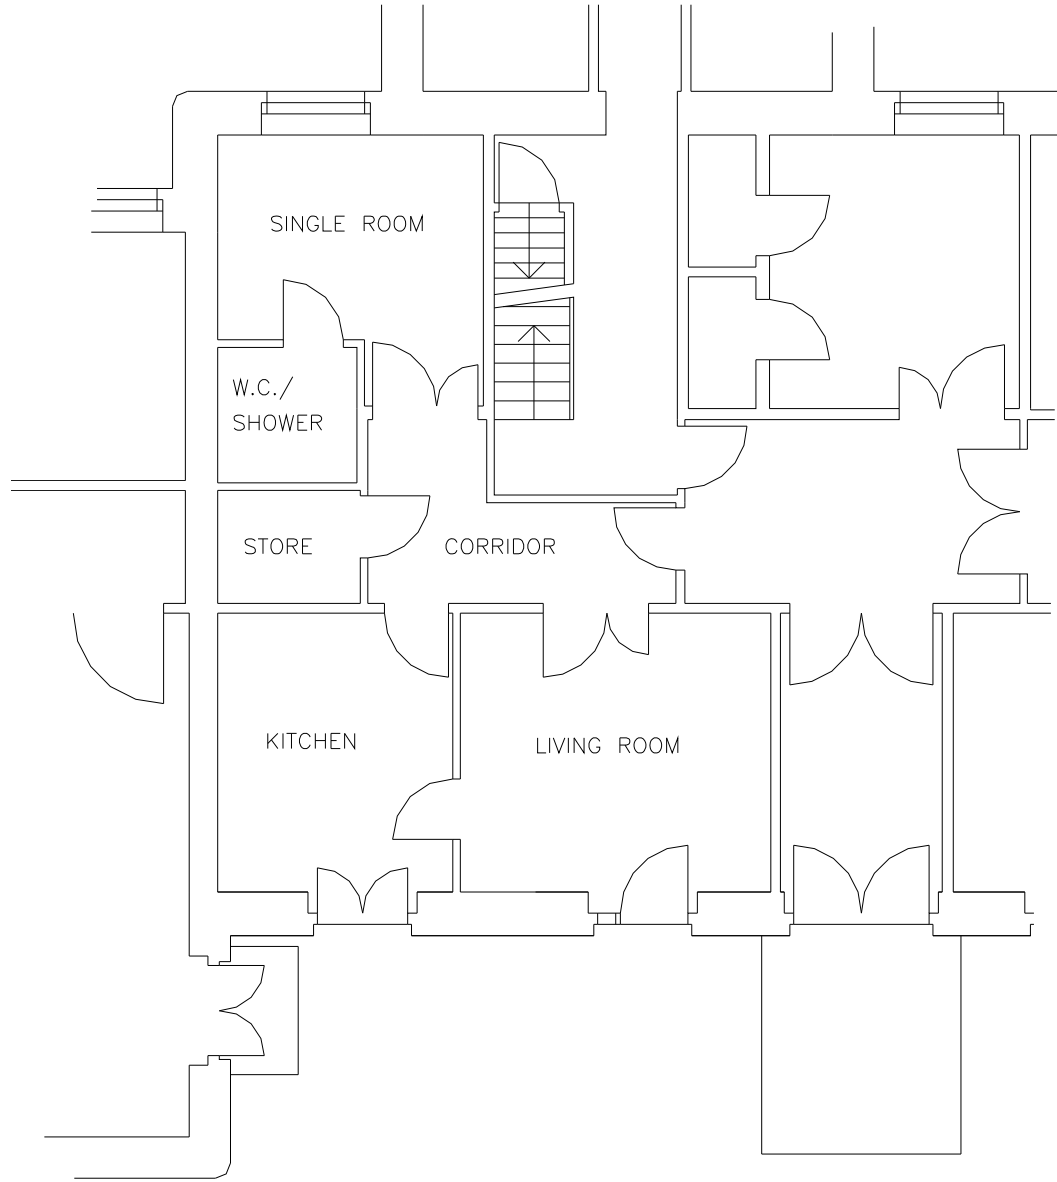 SINGLE ROOM
W.C./
SHOWER
STORE
CORRIDOR
KITCHEN
LIVING ROOM